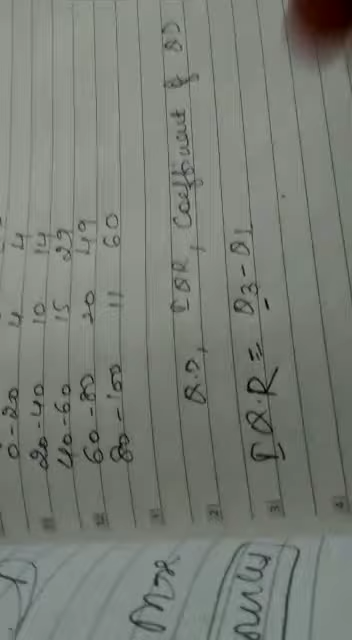 0-20 4 4
20-40 10 14
40-60 15 29
60-80 20 49
80-100 11 60
Q.D, IQR, Coefficient of QD
I.Q.R = Q3 - Q1